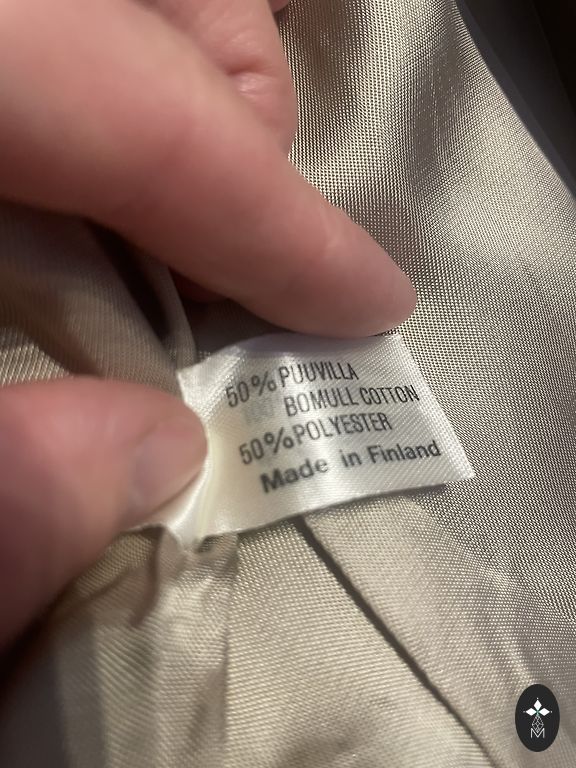 50% PUUVILLA
BOMULL COTTON
50% POLYESTER
Made in Finland
M